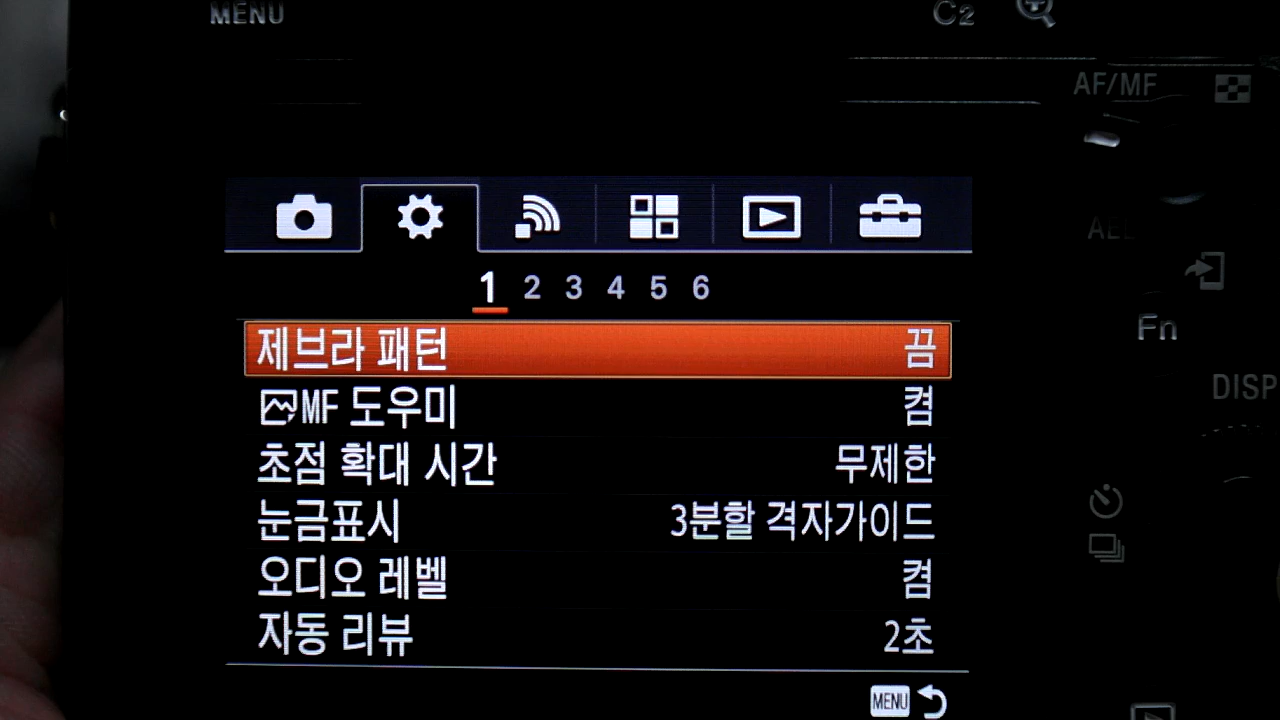 MENU
C2
AF/MF
AEL
Fn
DISP
1 2 3 4 5 6
제브라 패턴 끔
MF 도우미 켬
초점 확대 시간 무제한
눈금표시 3분할 격자가이드
오디오 레벨 켬
자동 리뷰 2초
MENU